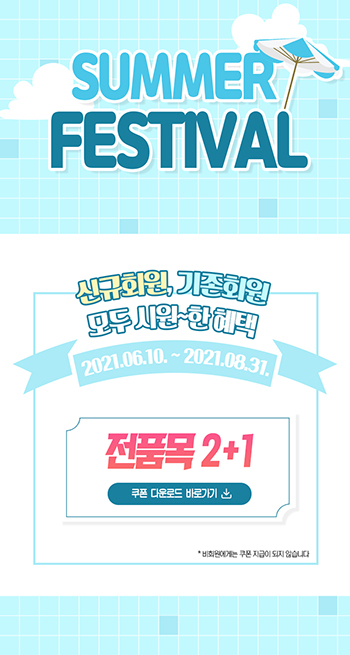 SUMMER
FESTIVAL
신규회원, 기존회원
모두 시원~한 혜택
2021.06.10. ~ 2021.08.31.
전품목 2+1
쿠폰 다운로드 바로가기
* 비회원에게는 쿠폰 지급이 되지 않습니다